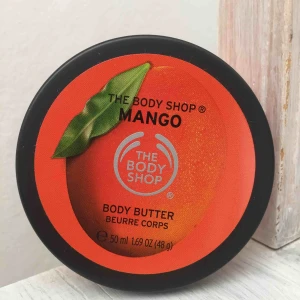 THE BODY SHOP®
MANGO
THE
BODY
SHOP®
BODY BUTTER
BEURRE CORPS
℮ 50 ml 1.69 OZ (48 g)